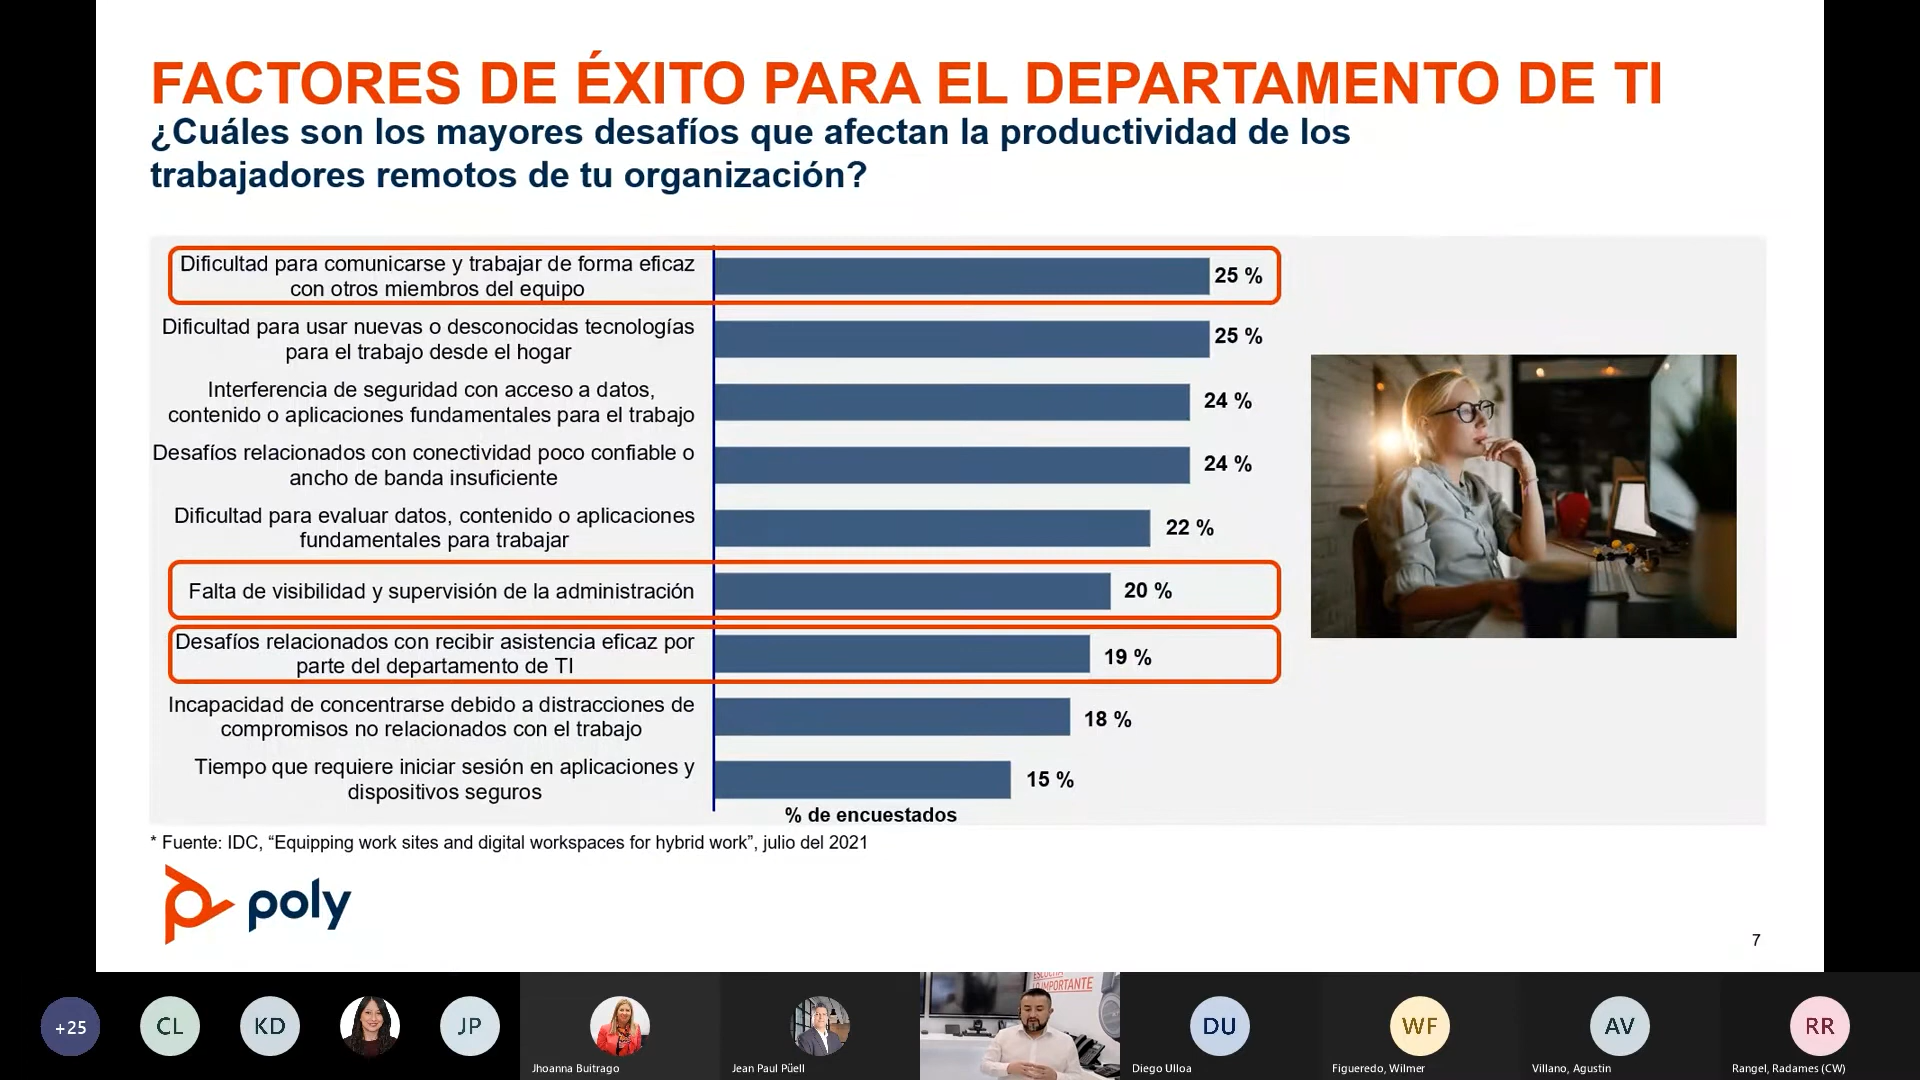 FACTORES DE ÉXITO PARA EL DEPARTAMENTO DE TI
¿Cuáles son los mayores desafíos que afectan la productividad de los
trabajadores remotos de tu organización?
Dificultad para comunicarse y trabajar de forma eficaz
con otros miembros del equipo
25 %
Dificultad para usar nuevas o desconocidas tecnologías
para el trabajo desde el hogar
25 %
Interferencia de seguridad con acceso a datos,
contenido o aplicaciones fundamentales para el trabajo
24 %
Desafíos relacionados con conectividad poco confiable o
ancho de banda insuficiente
24 %
Dificultad para evaluar datos, contenido o aplicaciones
fundamentales para trabajar
22 %
Falta de visibilidad y supervisión de la administración
20 %
Desafíos relacionados con recibir asistencia eficaz por
parte del departamento de TI
19 %
Incapacidad de concentrarse debido a distracciones de
compromisos no relacionados con el trabajo
18 %
Tiempo que requiere iniciar sesión en aplicaciones y
dispositivos seguros
15 %
% de encuestados
* Fuente: IDC, “Equipping work sites and digital workspaces for hybrid work”, julio del 2021
poly
7
+25
CL
KD
JP
Jhoanna Buitrago
Jean Paul Püell
ESCUCHA
LO IMPORTANTE
DU
Diego Ulloa
WF
Figueredo, Wilmer
AV
Villano, Agustin
RR
Rangel, Radames (CW)